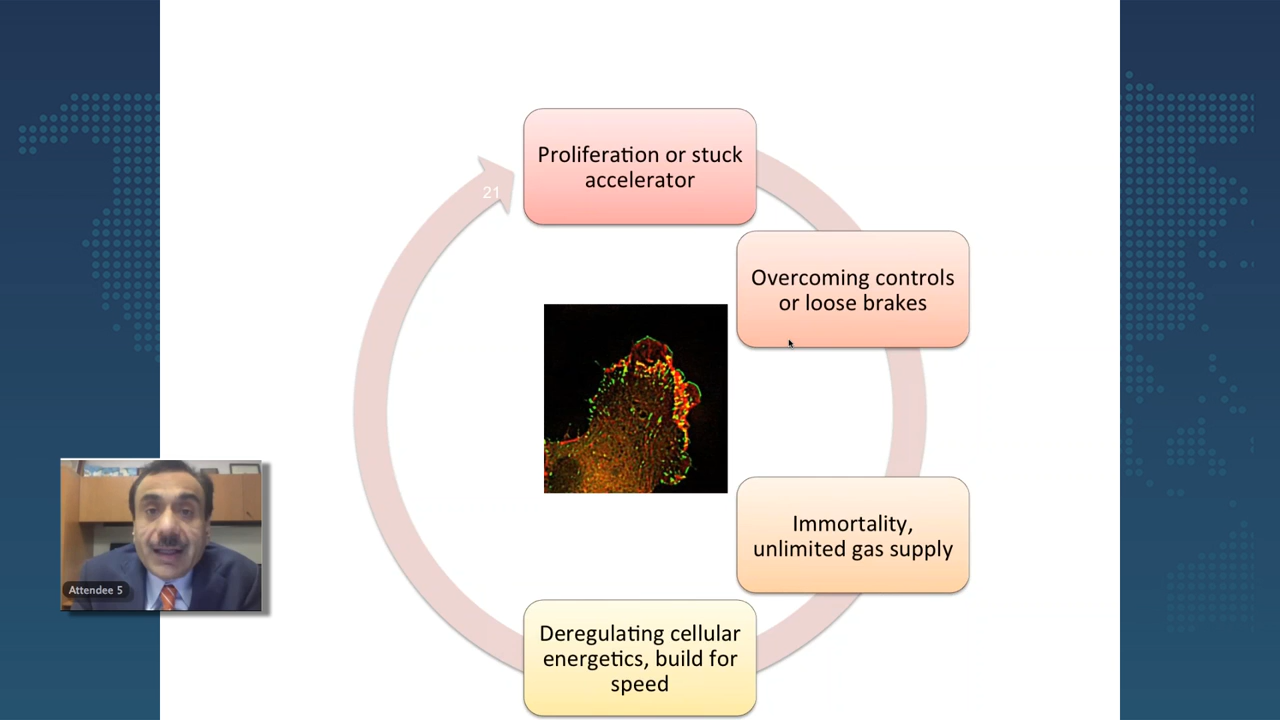 Proliferation or stuck
accelerator
21
Overcoming controls
or loose brakes
Immortality,
unlimited gas supply
Attendee 5
Deregulating cellular
energetics, build for
speed